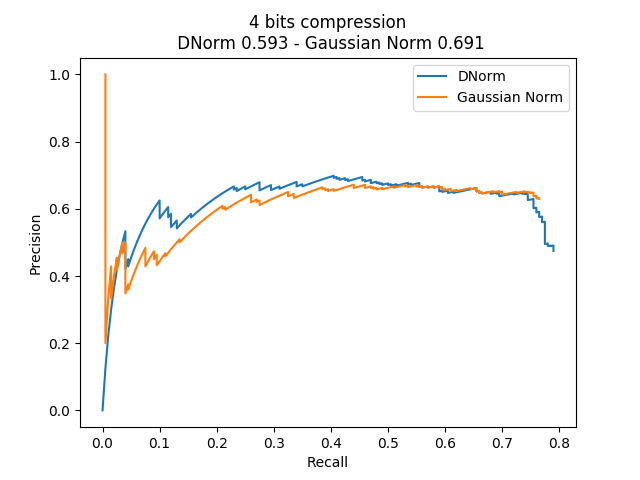 4 bits compression
DNorm 0.593 - Gaussian Norm 0.691
DNorm
Gaussian Norm
1.0
0.8
0.6
0.4
0.2
0.0
Precision
0.0 0.1 0.2 0.3 0.4 0.5 0.6 0.7 0.8
Recall